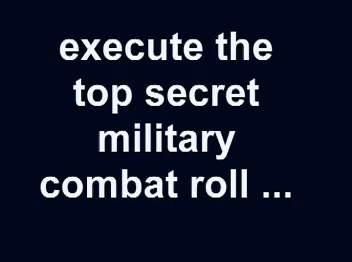 execute the
top secret
military
combat roll ...